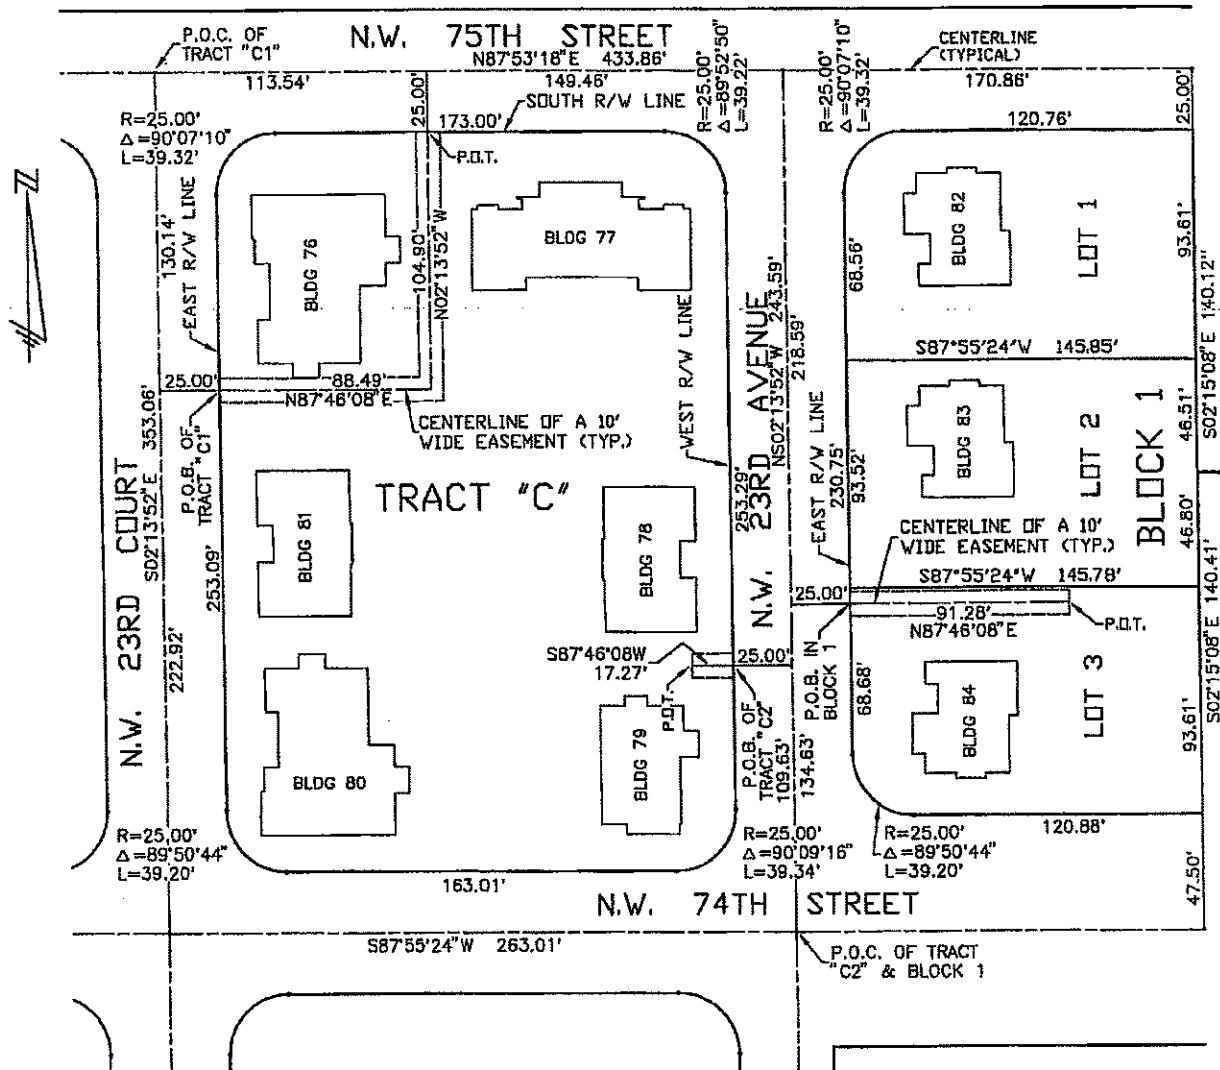 N.W. 75TH STREET
N87°53'18"E 433.86'
P.O.C. OF
TRACT "C1"
CENTERLINE
(TYPICAL)
113.54'
149.46'
170.86'
25.00'
25.00'
R=25.00'
Δ=89°52'50"
L=39.22'
R=25.00'
Δ=90°07'10"
L=39.32'
SOUTH R/W LINE
173.00'
120.76'
R=25.00'
Δ=90°07'10"
L=39.32'
P.O.T.
N
130.14'
EAST R/W LINE
BLDG 76
104.90'
N02°13'52"W
BLDG 77
WEST R/W LINE
N.W. 23RD AVENUE
NS02°13'52"W 243.59'
218.59'
68.56'
BLDG 82
LOT 1
93.61'
S02°15'08"E 140.12"
S87°55'24"W 145.85'
25.00'
88.49'
N87°46'08"E
CENTERLINE OF A 10'
WIDE EASEMENT (TYP.)
P.O.B. OF
TRACT "C1"
N.W. 23RD COURT
S02°13'52"E 353.06'
TRACT "C"
BLDG 81
BLDG 78
253.09'
253.29'
EAST R/W LINE
230.75'
93.52'
BLDG 83
LOT 2
BLOCK 1
46.51'
46.80'
CENTERLINE OF A 10'
WIDE EASEMENT (TYP.)
S87°55'24"W 145.78'
25.00'
91.28'
N87°46'08"E
P.O.T.
222.92'
S87°46'08W
17.27'
25.00'
P.O.T.
P.O.B. OF
TRACT "C2"
109.63'
134.63'
P.O.B. IN
BLOCK 1
68.68'
BLDG 84
LOT 3
93.61'
S02°15'08"E 140.41'
BLDG 80
BLDG 79
R=25.00'
Δ=89°50'44"
L=39.20'
R=25.00'
Δ=90°09'16"
L=39.34'
R=25.00'
Δ=89°50'44"
L=39.20'
120.88'
47.50'
163.01'
N.W. 74TH STREET
S87°55'24"W 263.01'
P.O.C. OF TRACT
"C2" & BLOCK 1